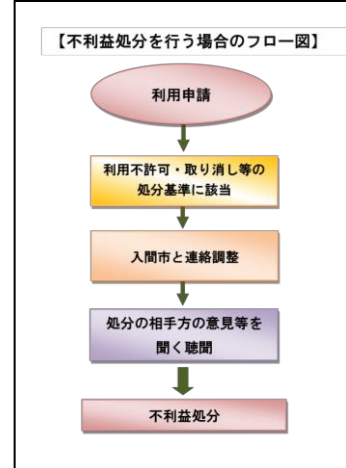 【不利益処分を行う場合のフロー図】
利用申請
利用不許可・取り消し等の
処分基準に該当
入間市と連絡調整
処分の相手方の意見等を
聞く聴聞
不利益処分